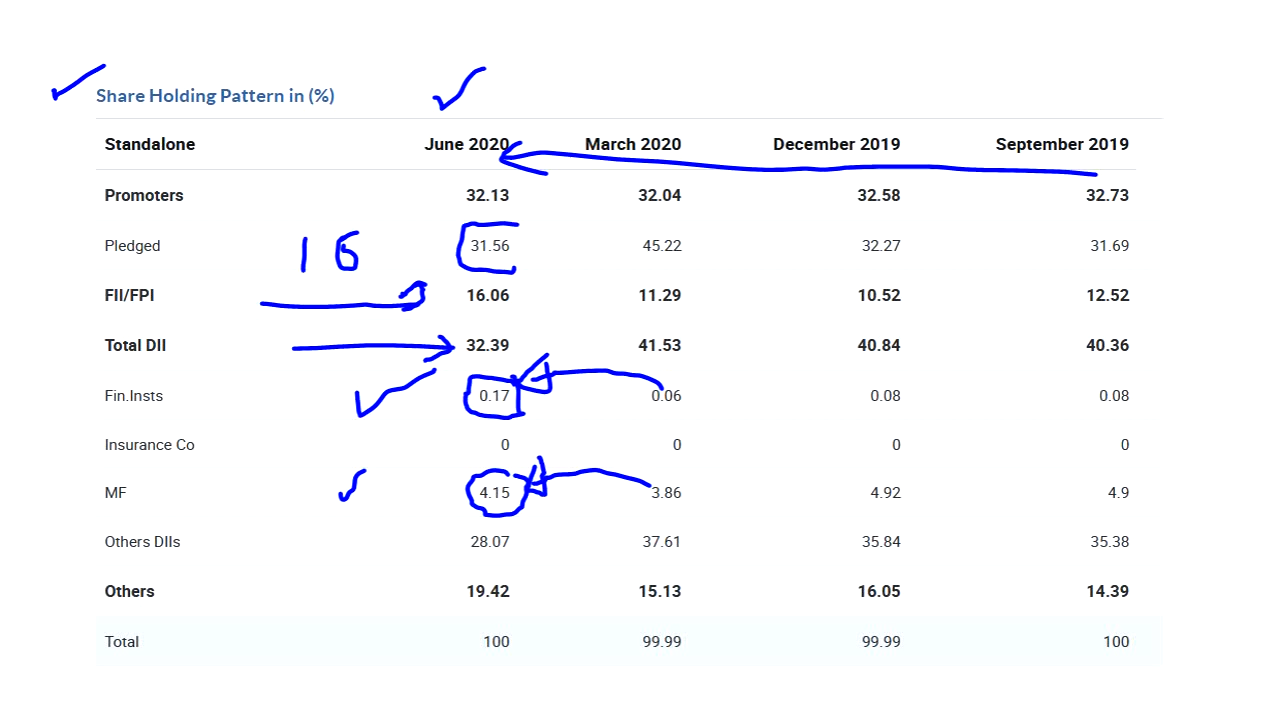 Share Holding Pattern in (%)
Standalone June 2020 March 2020 December 2019 September 2019
Promoters 32.13 32.04 32.58 32.73
Pledged 16 31.56 45.22 32.27 31.69
FII/FPI 16.06 11.29 10.52 12.52
Total DII 32.39 41.53 40.84 40.36
Fin.Insts 0.17 0.06 0.08 0.08
Insurance Co 0 0 0 0
MF 4.15 3.86 4.92 4.9
Others DIIs 28.07 37.61 35.84 35.38
Others 19.42 15.13 16.05 14.39
Total 100 99.99 99.99 100